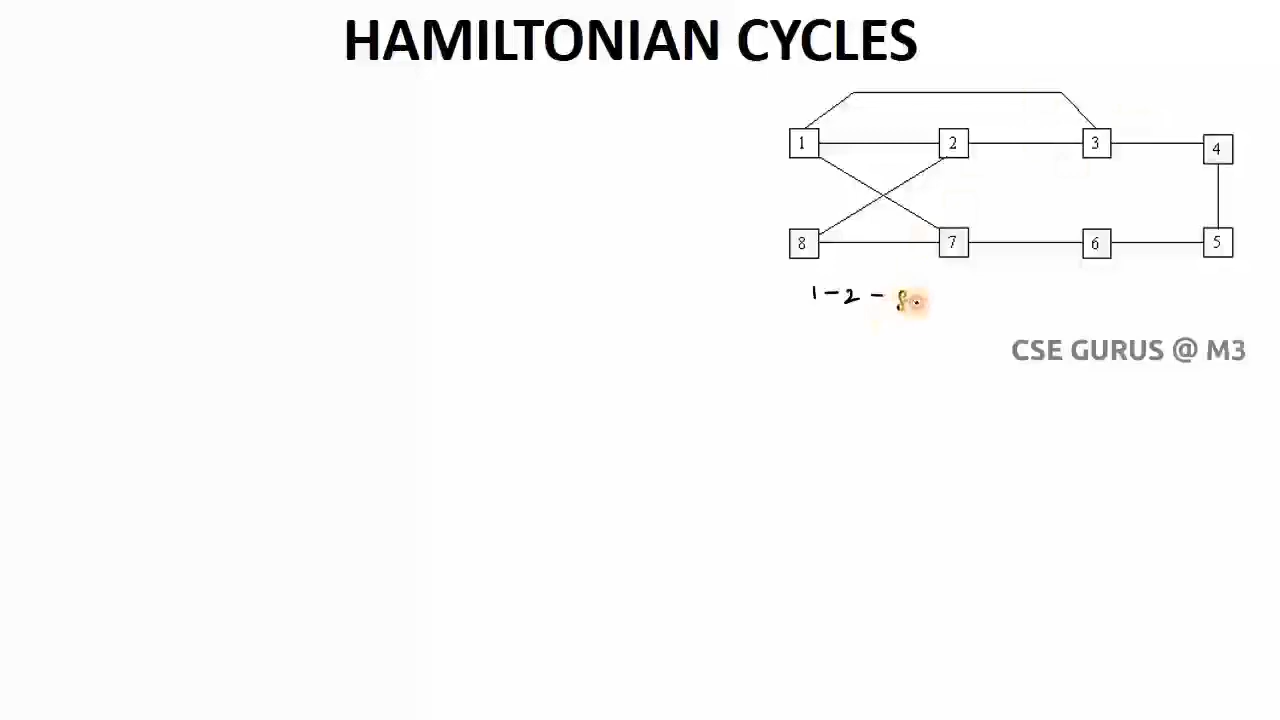 HAMILTONIAN CYCLES
1 2 3 4
8 7 6 5
1 - 2 - 8
CSE GURUS @ M3